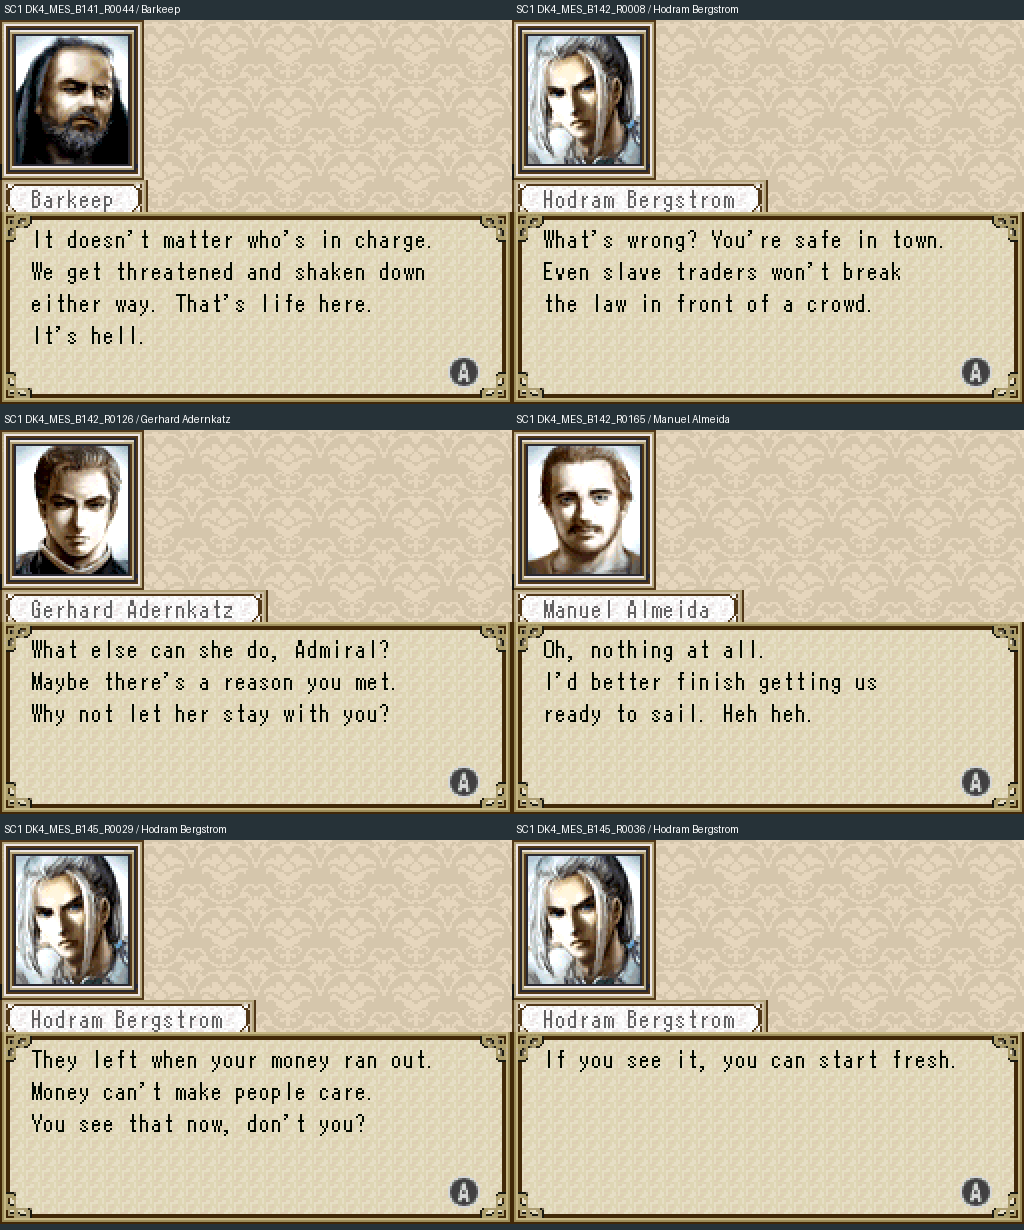 SC1 DK4_MES_B141_R0044 / Barkeep
Barkeep
It doesn't matter who's in charge.
We get threatened and shaken down
either way. That's life here.
It's hell.
A
SC1 DK4_MES_B142_R0008 / Hodram Bergstrom
Hodram Bergstrom
What's wrong? You're safe in town.
Even slave traders won't break
the law in front of a crowd.
A
SC1 DK4_MES_B142_R0126 / Gerhard Adernkatz
Gerhard Adernkatz
What else can she do, Admiral?
Maybe there's a reason you met.
Why not let her stay with you?
A
SC1 DK4_MES_B142_R0165 / Manuel Almeida
Manuel Almeida
Oh, nothing at all.
I'd better finish getting us
ready to sail. Heh heh.
A
SC1 DK4_MES_B145_R0029 / Hodram Bergstrom
Hodram Bergstrom
They left when your money ran out.
Money can't make people care.
You see that now, don't you?
A
SC1 DK4_MES_B145_R0036 / Hodram Bergstrom
Hodram Bergstrom
If you see it, you can start fresh.
A